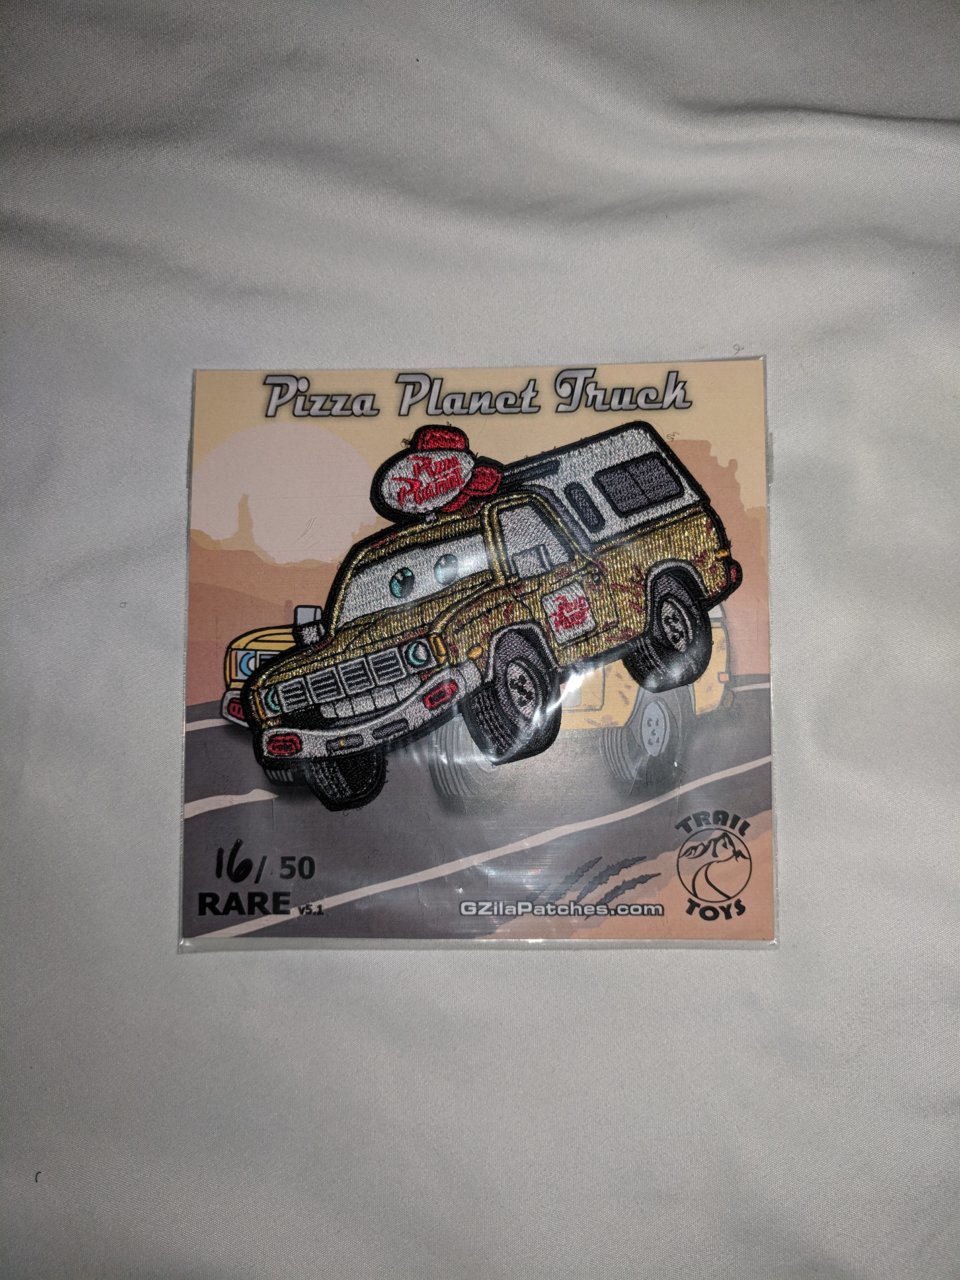 Pizza Planet Truck
Pizza
Planet
Pizza
Planet
16/50
RARE v5.1
GZilaPatches.com
TRAIL
TOYS